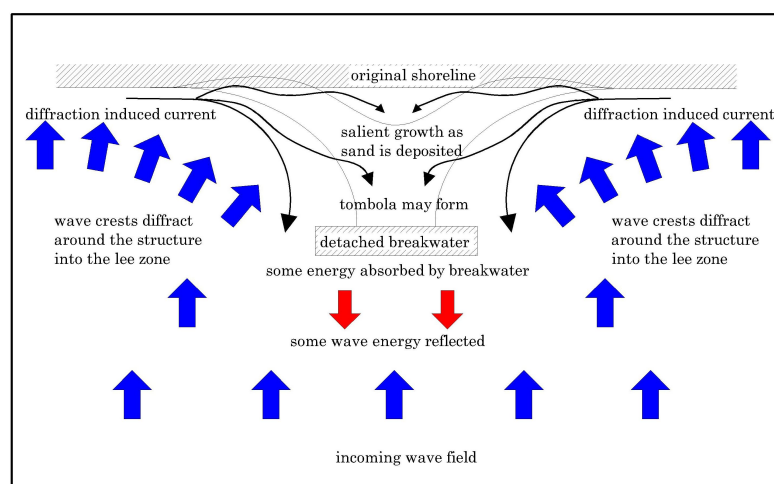 original shoreline
diffraction induced current
diffraction induced current
salient growth as
sand is deposited
tombola may form
wave crests diffract
around the structure
into the lee zone
wave crests diffract
around the structure
into the lee zone
detached breakwater
some energy absorbed by breakwater
some wave energy reflected
incoming wave field